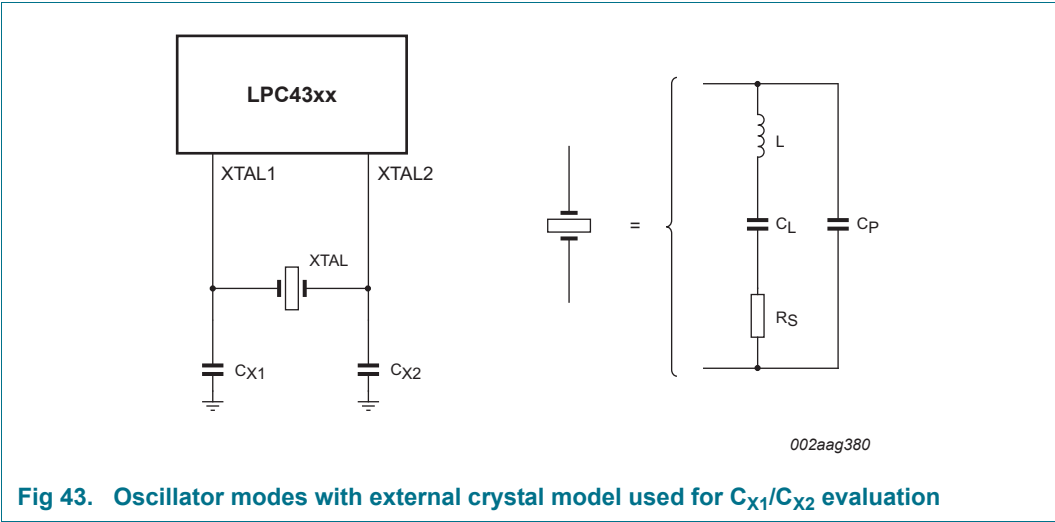 LPC43xx
XTAL1
XTAL2
XTAL
CX1
CX2
=
L
CL
CP
RS
002aag380
Fig 43. Oscillator modes with external crystal model used for CX1/CX2 evaluation